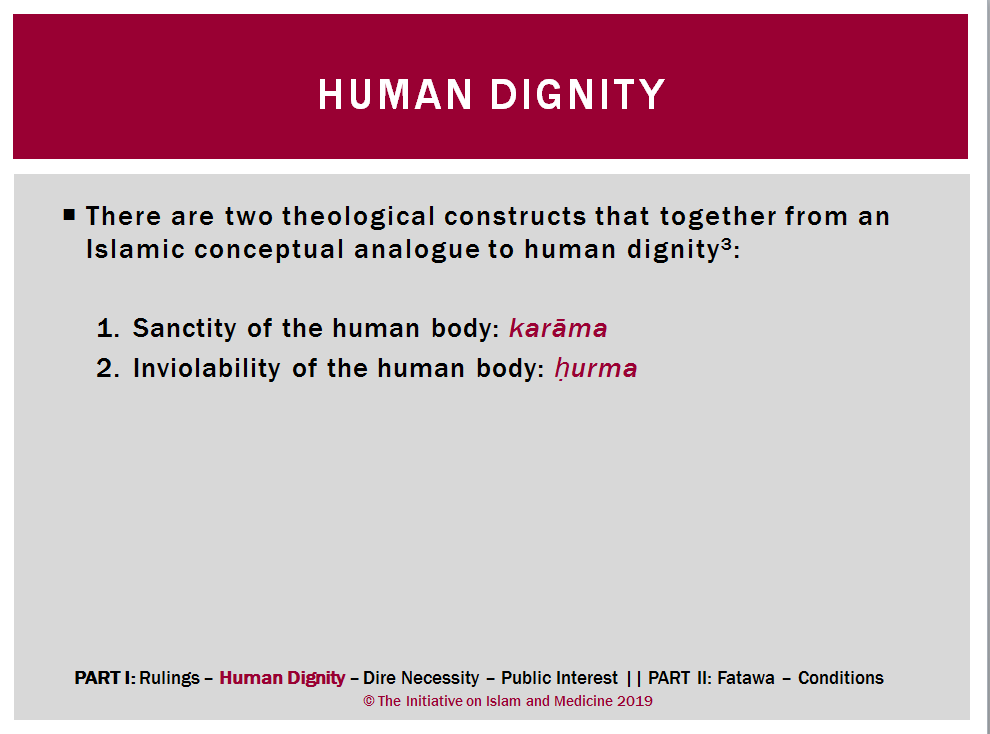 HUMAN DIGNITY
▪ There are two theological constructs that together from an
Islamic conceptual analogue to human dignity³:
1. Sanctity of the human body: karāma
2. Inviolability of the human body: ḥurma
PART I: Rulings – Human Dignity – Dire Necessity – Public Interest || PART II: Fatawa – Conditions
© The Initiative on Islam and Medicine 2019